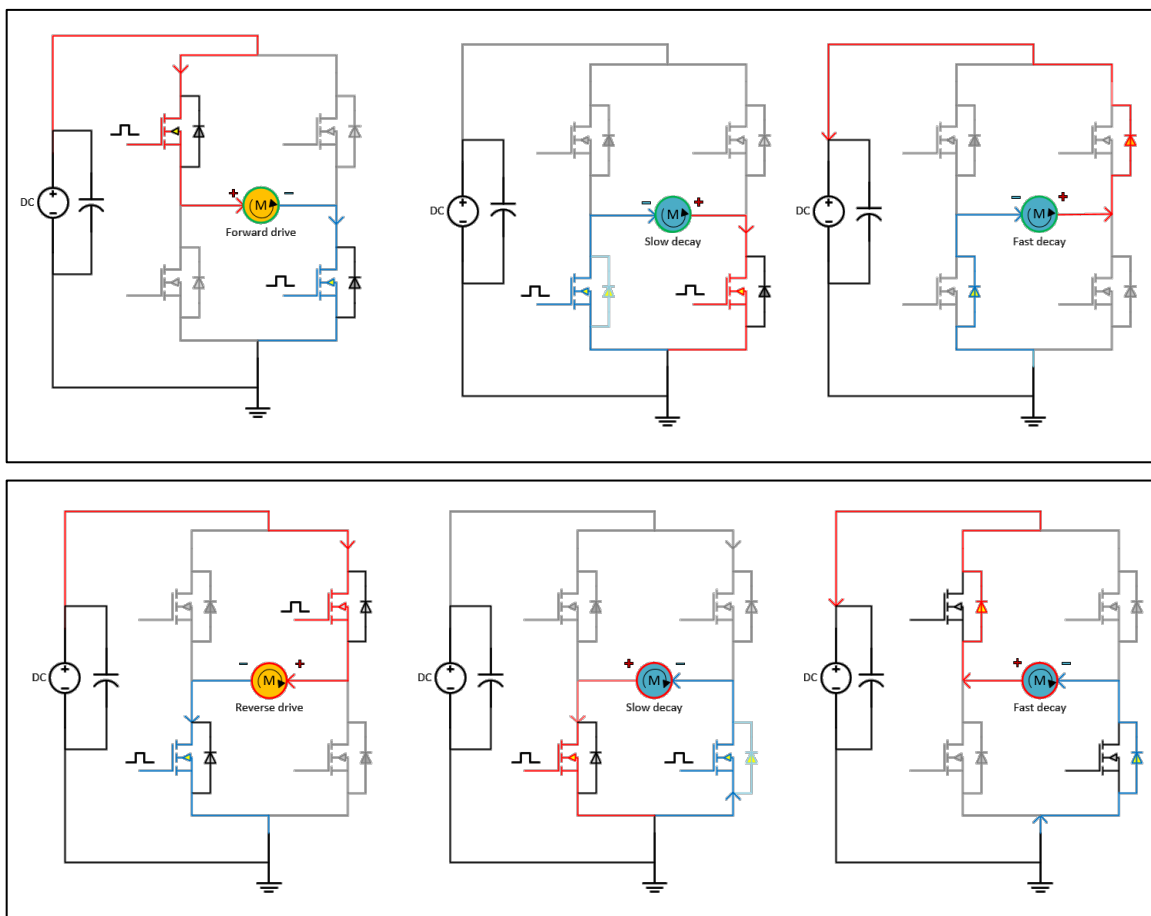 + DC − + M − Forward drive
+ DC − − M + Slow decay
+ DC − − M + Fast decay
+ DC − − M + Reverse drive
+ DC − + M − Slow decay
+ DC − + M − Fast decay